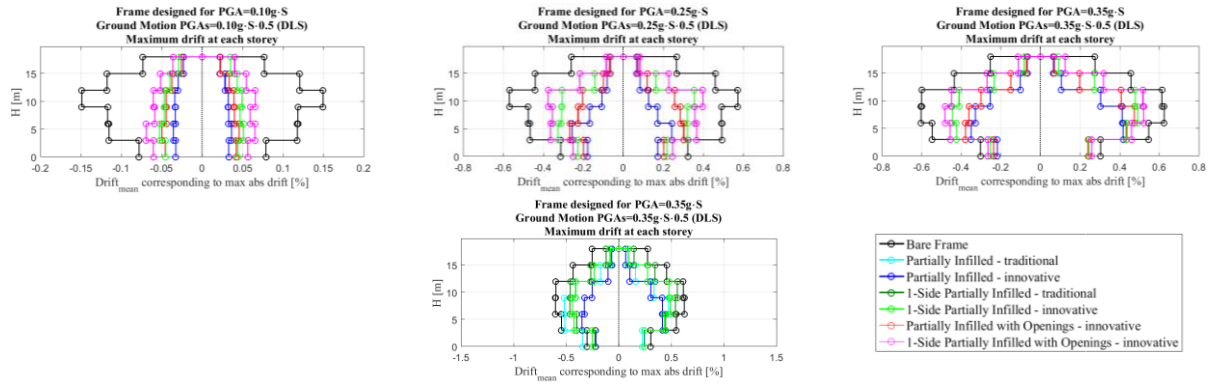 Frame designed for PGA=0.10g·S
Ground Motion PGAs=0.10g·S·0.5 (DLS)
Maximum drift at each storey
H [m]
15
10
5
0
-0.2 -0.15 -0.1 -0.05 0 0.05 0.1 0.15 0.2
Drift_mean corresponding to max abs drift [%]
Frame designed for PGA=0.25g·S
Ground Motion PGAs=0.25g·S·0.5 (DLS)
Maximum drift at each storey
H [m]
15
10
5
0
-0.8 -0.6 -0.4 -0.2 0 0.2 0.4 0.6 0.8
Drift_mean corresponding to max abs drift [%]
Frame designed for PGA=0.35g·S
Ground Motion PGAs=0.35g·S·0.5 (DLS)
Maximum drift at each storey
H [m]
15
10
5
0
-0.8 -0.6 -0.4 -0.2 0 0.2 0.4 0.6 0.8
Drift_mean corresponding to max abs drift [%]
Frame designed for PGA=0.35g·S
Ground Motion PGAs=0.35g·S·0.5 (DLS)
Maximum drift at each storey
H [m]
15
10
5
0
-1.5 -1 -0.5 0 0.5 1 1.5
Drift_mean corresponding to max abs drift [%]
Bare Frame
Partially Infilled - traditional
Partially Infilled - innovative
1-Side Partially Infilled - traditional
1-Side Partially Infilled - innovative
Partially Infilled with Openings - innovative
1-Side Partially Infilled with Openings - innovative